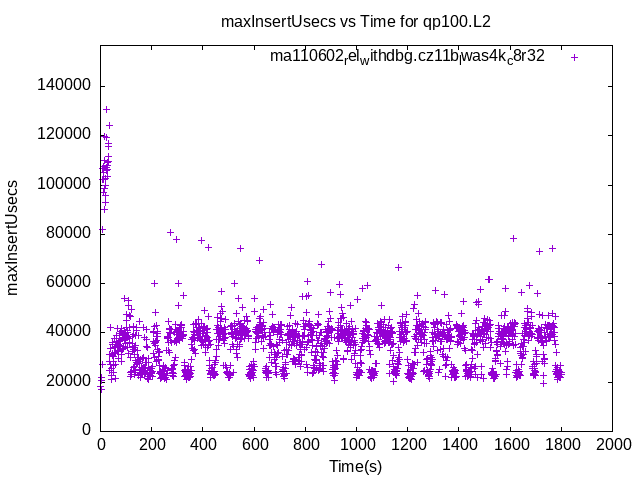 maxInsertUsecs vs Time for qp100.L2
ma110602relwithdbg.cz11blwas4kc8r32
140000
120000
100000
80000
60000
40000
20000
0
maxInsertUsecs
0 200 400 600 800 1000 1200 1400 1600 1800 2000
Time(s)